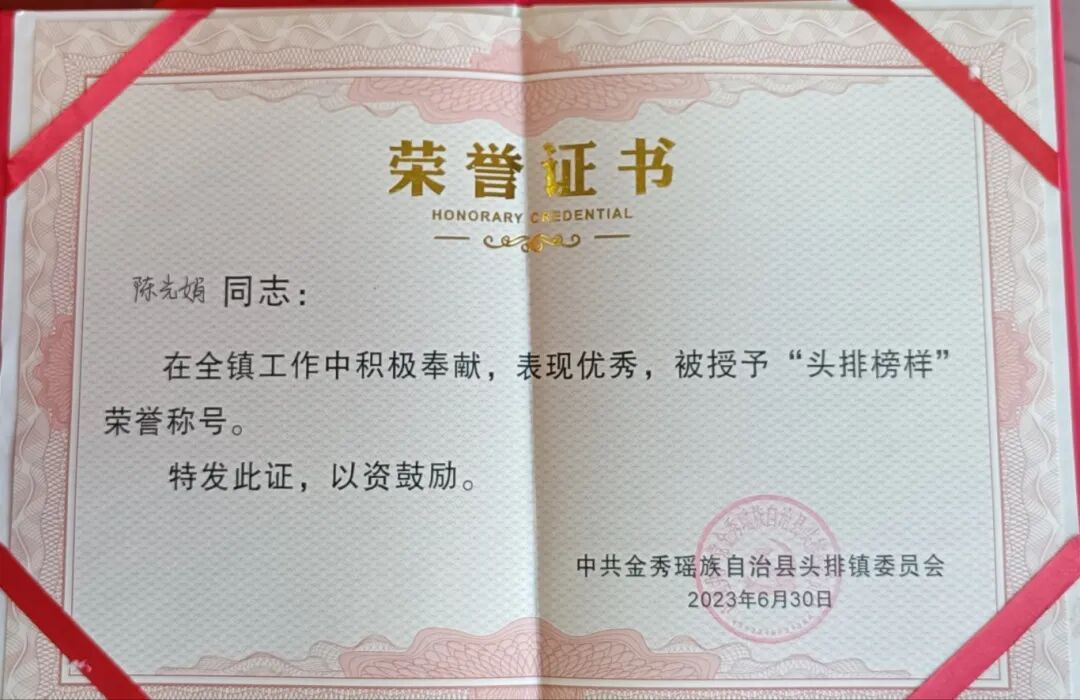 荣誉证书
HONORARY CREDENTIAL
陈光娟 同志：
在全镇工作中积极奉献，表现优秀，被授予“头排榜样”
荣誉称号。
特发此证，以资鼓励。
中共金秀瑶族自治县头排镇委员会
2023年6月30日